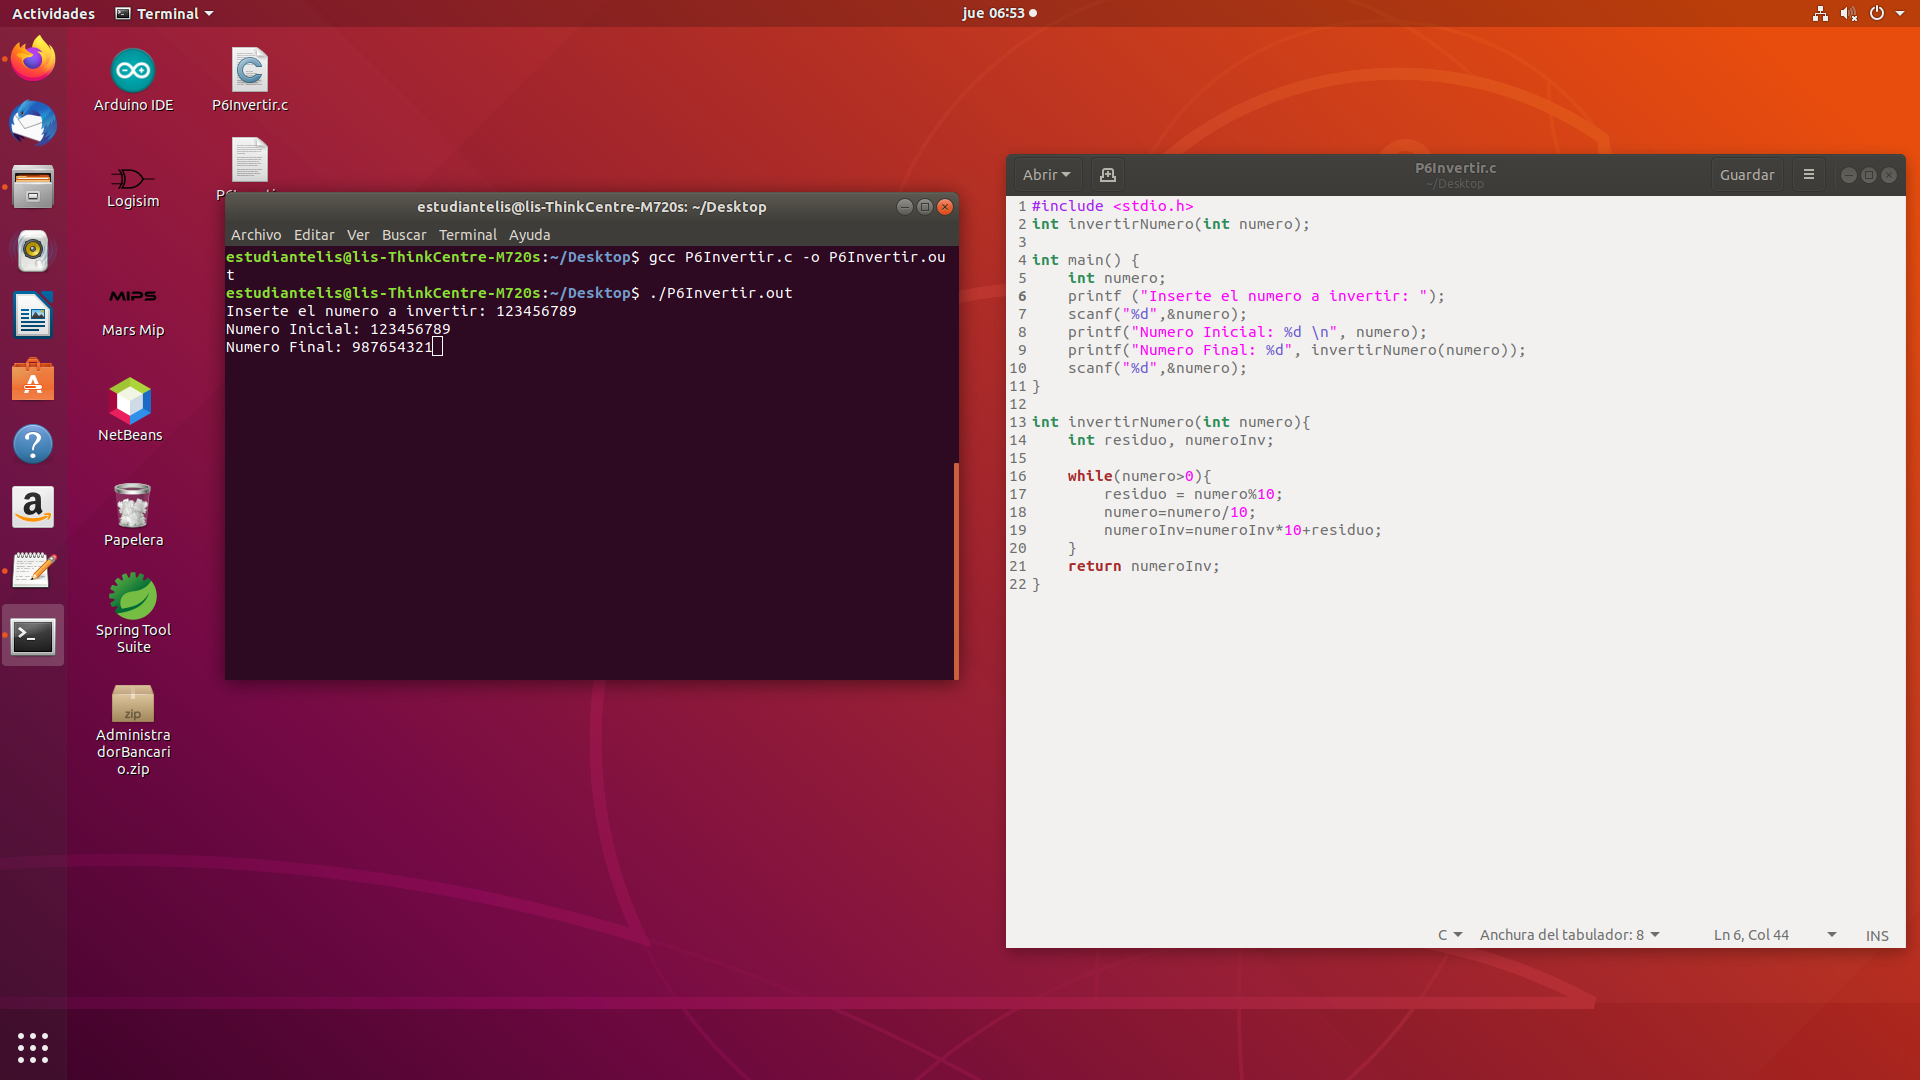 Actividades
Terminal
jue 06:53
Arduino IDE
P6Invertir.c
Logisim
MIPS
Mars Mip
NetBeans
Papelera
Spring Tool
Suite
zip
Administra
dorBancari
o.zip
estudiantelis@lis-ThinkCentre-M720s: ~/Desktop
Archivo Editar Ver Buscar Terminal Ayuda
estudiantelis@lis-ThinkCentre-M720s:~/Desktop$ gcc P6Invertir.c -o P6Invertir.ou
t
estudiantelis@lis-ThinkCentre-M720s:~/Desktop$ ./P6Invertir.out
Inserte el numero a invertir: 123456789
Numero Inicial: 123456789
Numero Final: 987654321
Abrir
P6Invertir.c
~/Desktop
Guardar
1 #include <stdio.h>
2 int invertirNumero(int numero);
3
4 int main() {
5     int numero;
6     printf ("Inserte el numero a invertir: ");
7     scanf("%d",&numero);
8     printf("Numero Inicial: %d \n", numero);
9     printf("Numero Final: %d", invertirNumero(numero));
10     scanf("%d",&numero);
11 }
12
13 int invertirNumero(int numero){
14     int residuo, numeroInv;
15
16     while(numero>0){
17         residuo = numero%10;
18         numero=numero/10;
19         numeroInv=numeroInv*10+residuo;
20     }
21     return numeroInv;
22 }
C Anchura del tabulador: 8 Ln 6, Col 44 INS